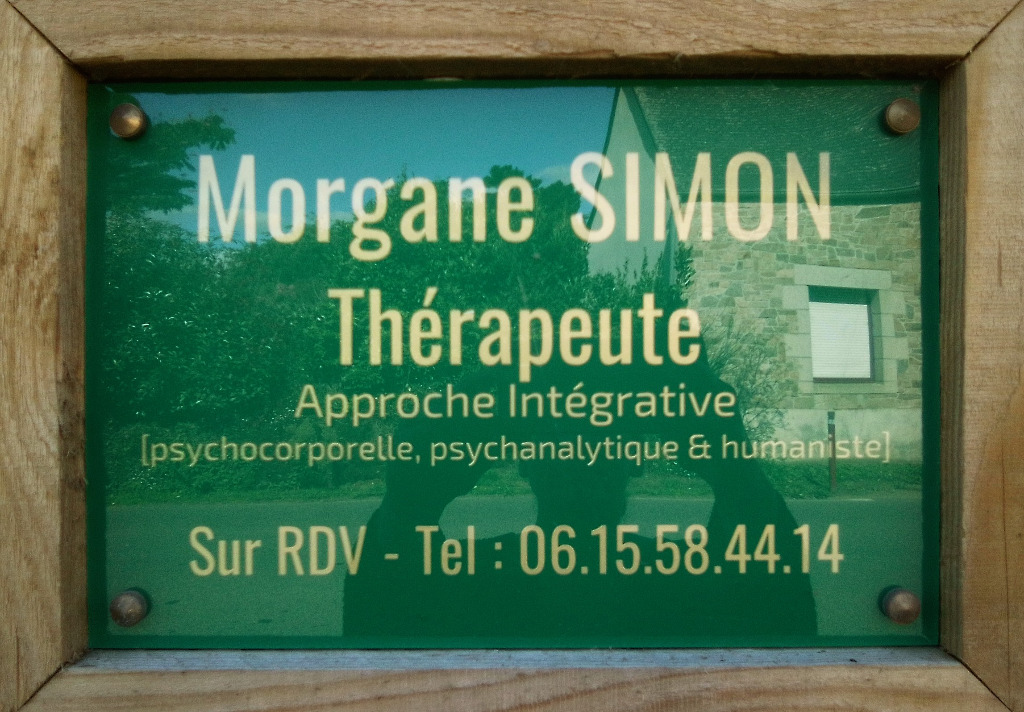 Morgane SIMON
Thérapeute
Approche Intégrative
[psychocorporelle, psychanalytique & humaniste]
Sur RDV - Tel : 06.15.58.44.14